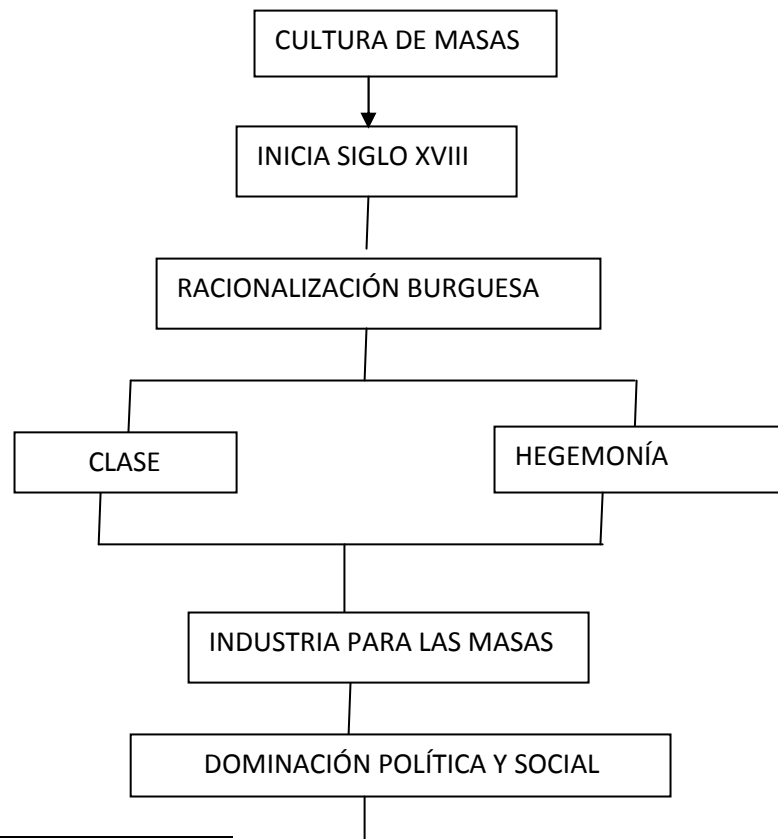 CULTURA DE MASAS
INICIA SIGLO XVIII
RACIONALIZACIÓN BURGUESA
CLASE
HEGEMONÍA
INDUSTRIA PARA LAS MASAS
DOMINACIÓN POLÍTICA Y SOCIAL